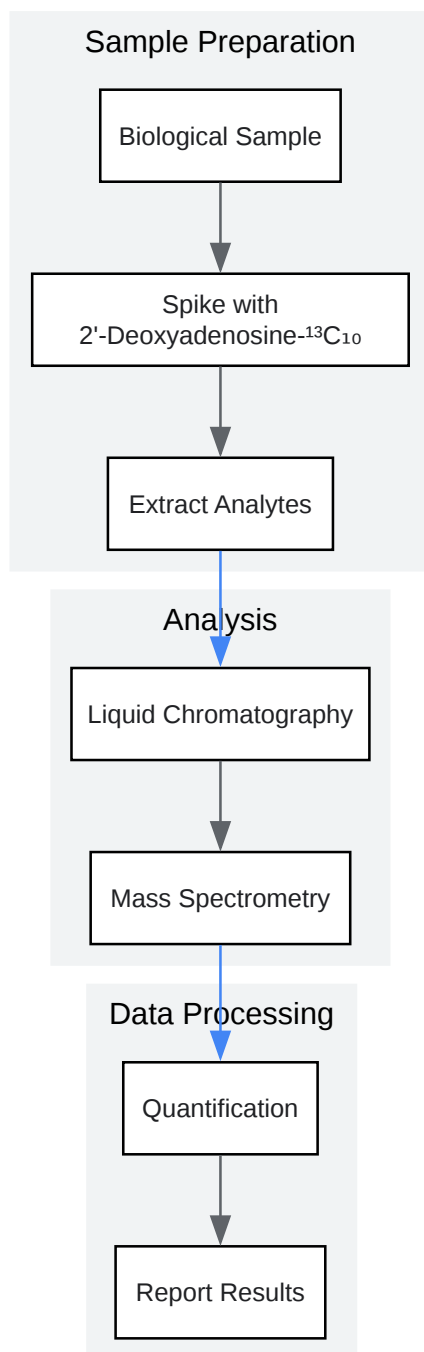 Sample Preparation
Biological Sample
Spike with
2'-Deoxyadenosine-¹³C₁₀
Extract Analytes
Analysis
Liquid Chromatography
Mass Spectrometry
Data Processing
Quantification
Report Results